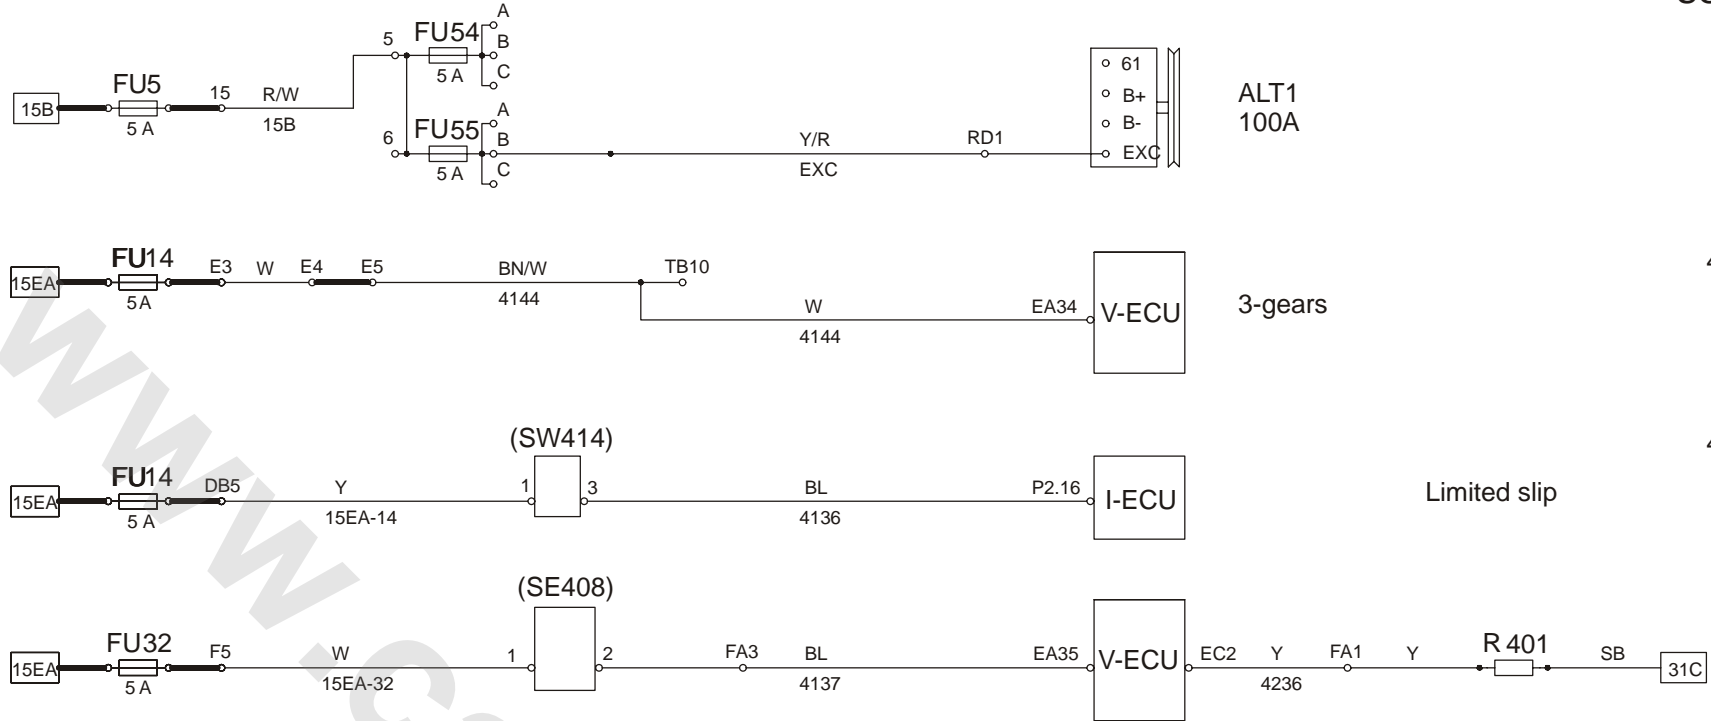 A
FU54
5
B
5 A
C
FU5
15
R/W
15B
5 A
15B
A
FU55
B
6
5 A
C
Y/R
RD1
EXC
61
B+
B-
EXC
ALT1
100A
FU14
15EA
E3
W
E4
E5
BN/W
TB10
5 A
4144
W
EA34
4144
V-ECU
3-gears
(SW414)
FU14
15EA
DB5
Y
1
3
BL
P2.16
I-ECU
Limited slip
5 A
15EA-14
4136
(SE408)
FU32
15EA
F5
W
1
2
FA3
BL
EA35
V-ECU
EC2
Y
FA1
Y
R 401
SB
31C
5 A
15EA-32
4137
4236
www.c